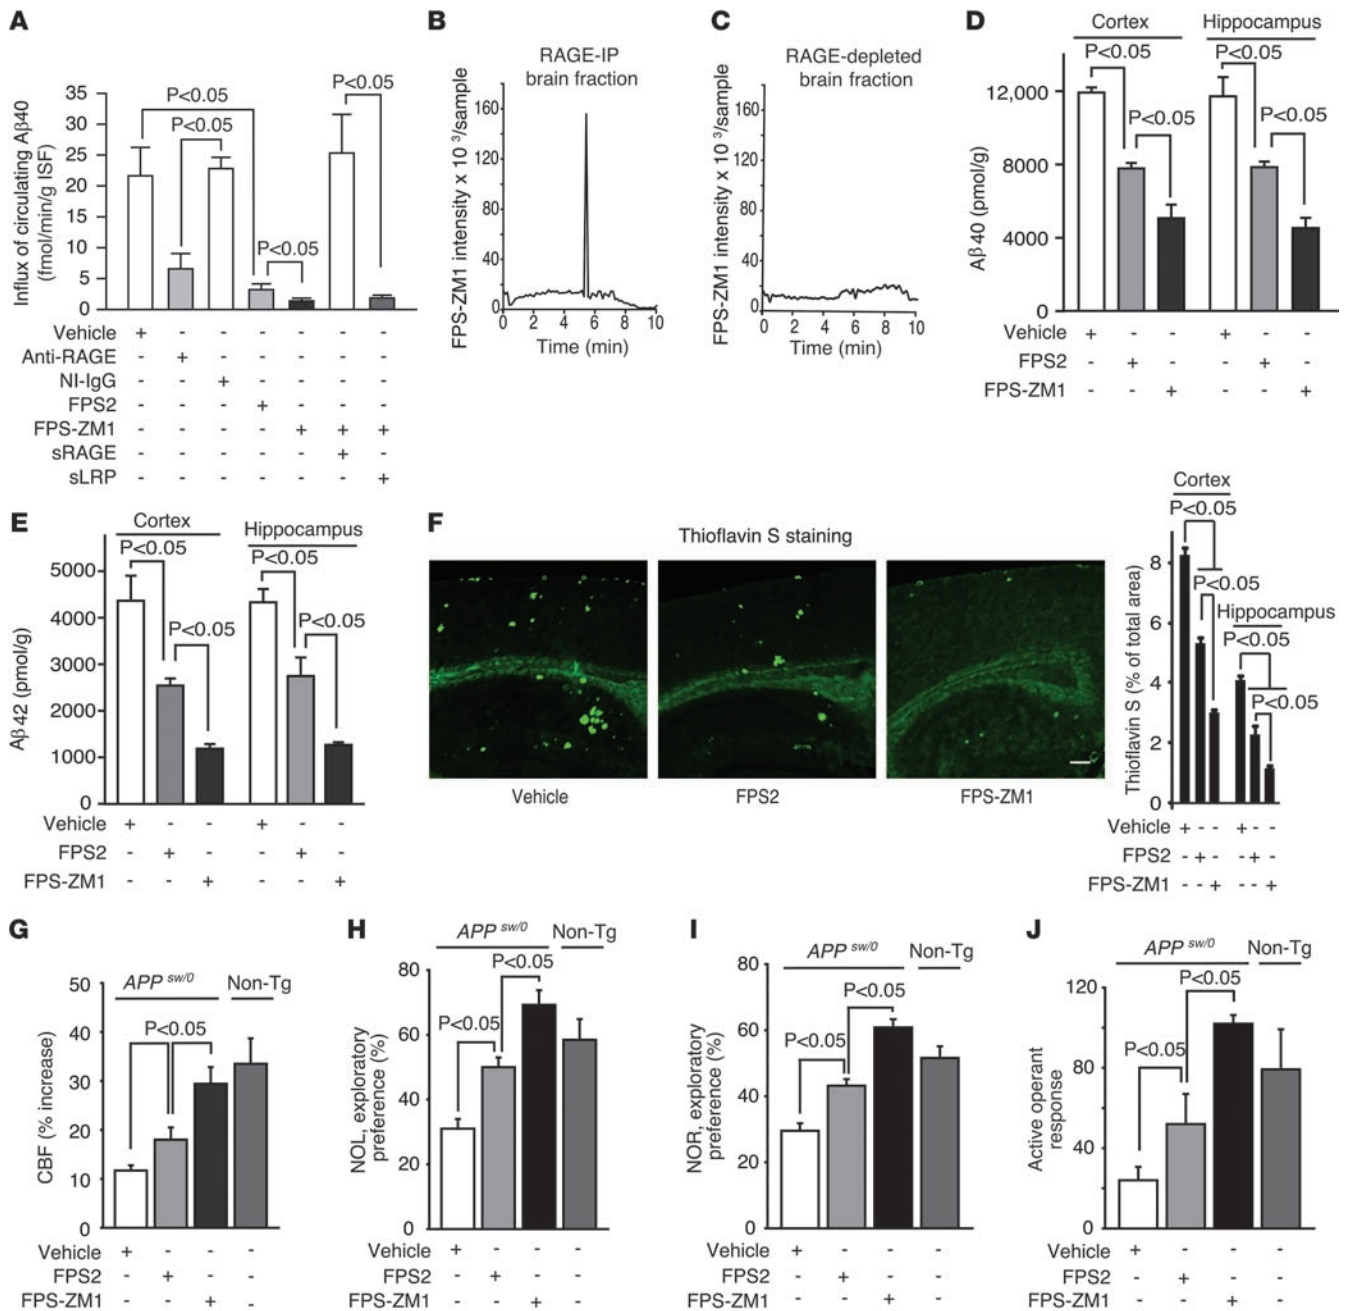 A
Influx of circulating Aβ40
(fmol/min/g ISF)
35
30
25
20
15
10
5
0
P<0.05
P<0.05
P<0.05
P<0.05
Vehicle + - - - - - -
Anti-RAGE - + - - - - -
NI-IgG - - + - - - -
FPS2 - - - + - - -
FPS-ZM1 - - - - + + +
sRAGE - - - - - + -
sLRP - - - - - - +
B
RAGE-IP
brain fraction
FPS-ZM1 intensity x 10 3/sample
160
120
80
40
0
0 2 4 6 8 10
Time (min)
C
RAGE-depleted
brain fraction
FPS-ZM1 intensity x 10 3/sample
160
120
80
40
0
0 2 4 6 8 10
Time (min)
D
Cortex Hippocampus
P<0.05 P<0.05
P<0.05 P<0.05
Aβ40 (pmol/g)
12,000
8000
4000
0
Vehicle + - - + - -
FPS2 - + - - + -
FPS-ZM1 - - + - - +
E
Cortex Hippocampus
P<0.05 P<0.05
P<0.05 P<0.05
Aβ42 (pmol/g)
5000
4000
3000
2000
1000
0
Vehicle + - - + - -
FPS2 - + - - + -
FPS-ZM1 - - + - - +
F
Thioflavin S staining
Vehicle FPS2 FPS-ZM1
Cortex
P<0.05
P<0.05
Hippocampus
P<0.05
P<0.05
Thioflavin S (% of total area)
8
6
4
2
0
Vehicle + - - + - -
FPS2 - + - - + -
FPS-ZM1 - - + - - +
G
APP sw/0 Non-Tg
P<0.05
CBF (% increase)
50
40
30
20
10
0
Vehicle + - - -
FPS2 - + - -
FPS-ZM1 - - + -
H
APP sw/0 Non-Tg
P<0.05
P<0.05
NOL, exploratory
preference (%)
80
60
40
20
0
Vehicle + - - -
FPS2 - + - -
FPS-ZM1 - - + -
I
APP sw/0 Non-Tg
P<0.05
P<0.05
NOR, exploratory
preference (%)
80
60
40
20
0
Vehicle + - - -
FPS2 - + - -
FPS-ZM1 - - + -
J
APP sw/0 Non-Tg
P<0.05
P<0.05
Active operant
response
120
80
40
0
Vehicle + - - -
FPS2 - + - -
FPS-ZM1 - - + -